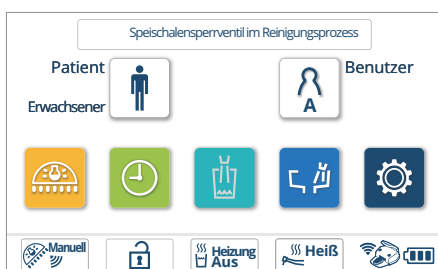 Speischalensperrventil im Reinigungsprozess
Patient
Benutzer
Erwachsener
A
Manuell
Heizung
Aus
Heiß